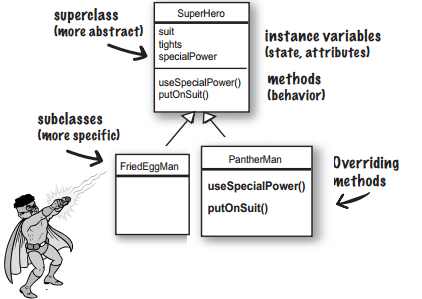 superclass
(more abstract)
SuperHero
suit
tights
specialPower
useSpecialPower()
putOnSuit()
instance variables
(state, attributes)
methods
(behavior)
subclasses
(more specific)
FriedEggMan
PantherMan
useSpecialPower()
putOnSuit()
Overriding
methods